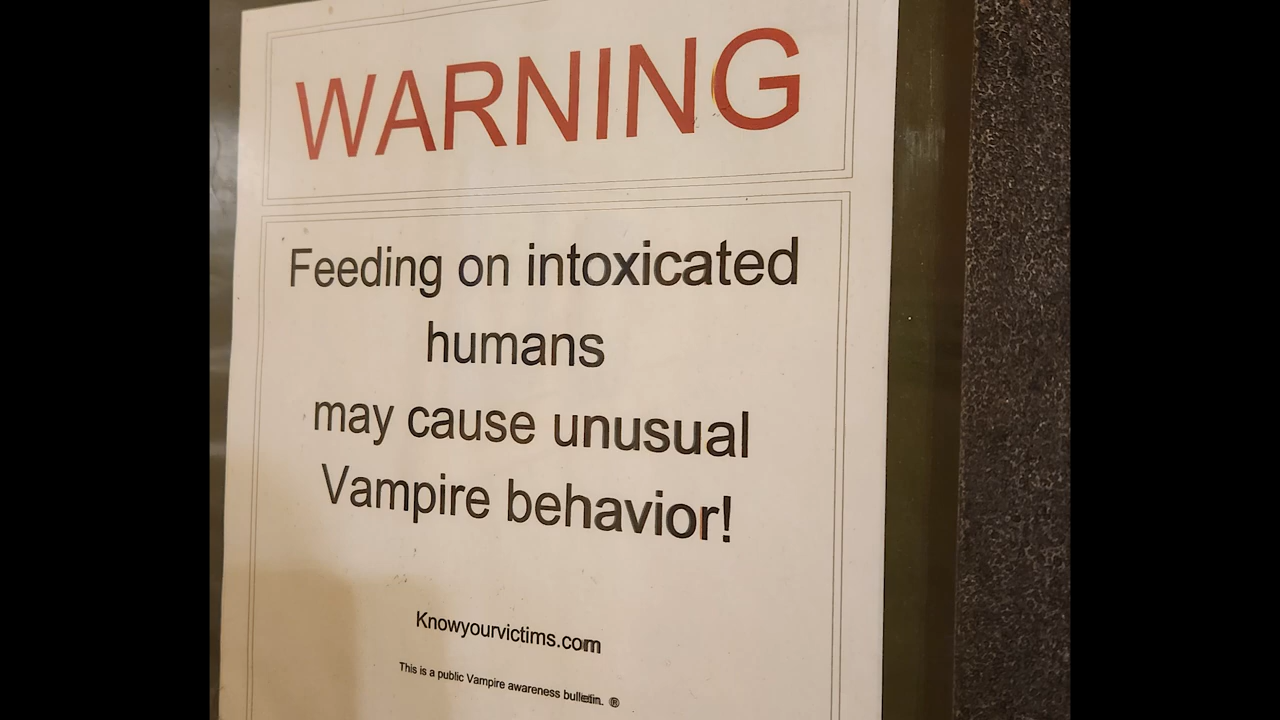 WARNING
Feeding on intoxicated
humans
may cause unusual
Vampire behavior!
Knowyourvictims.com
This is a public Vampire awareness bulletin. ®